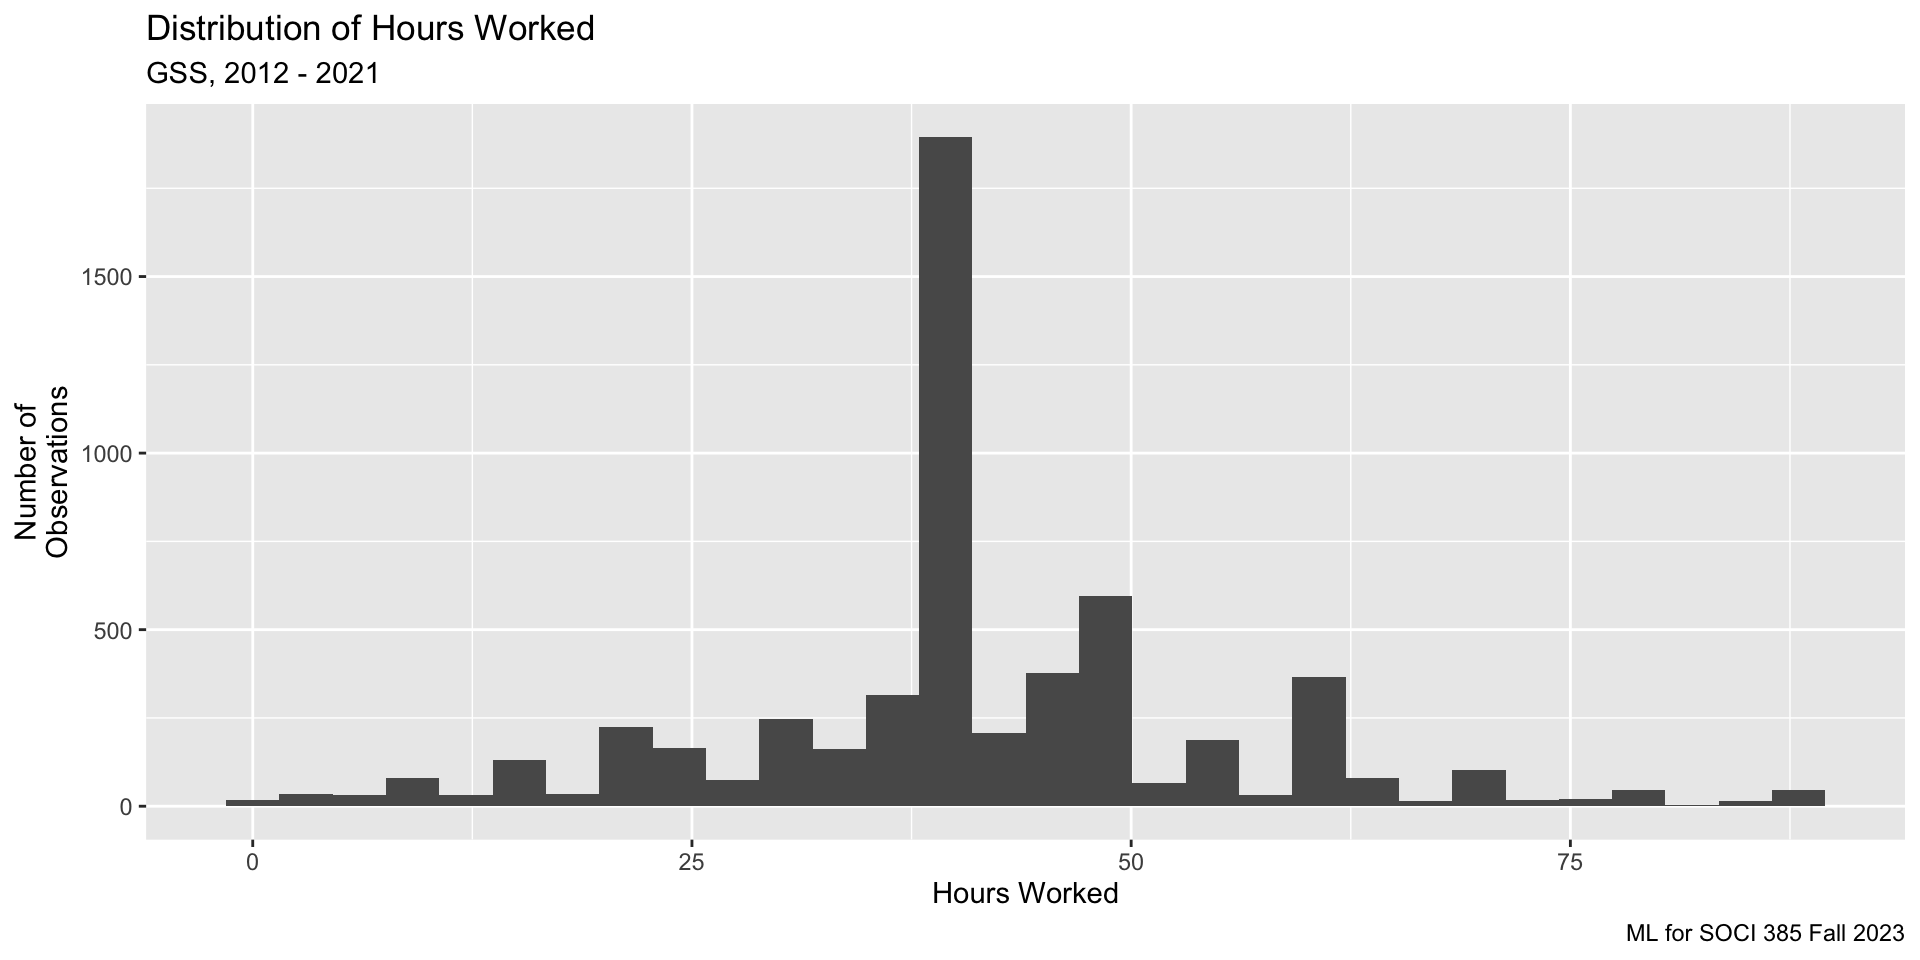 Distribution of Hours Worked
GSS, 2012 - 2021
Number of
Observations
1500
1000
500
0
0
25
50
75
Hours Worked
ML for SOCI 385 Fall 2023